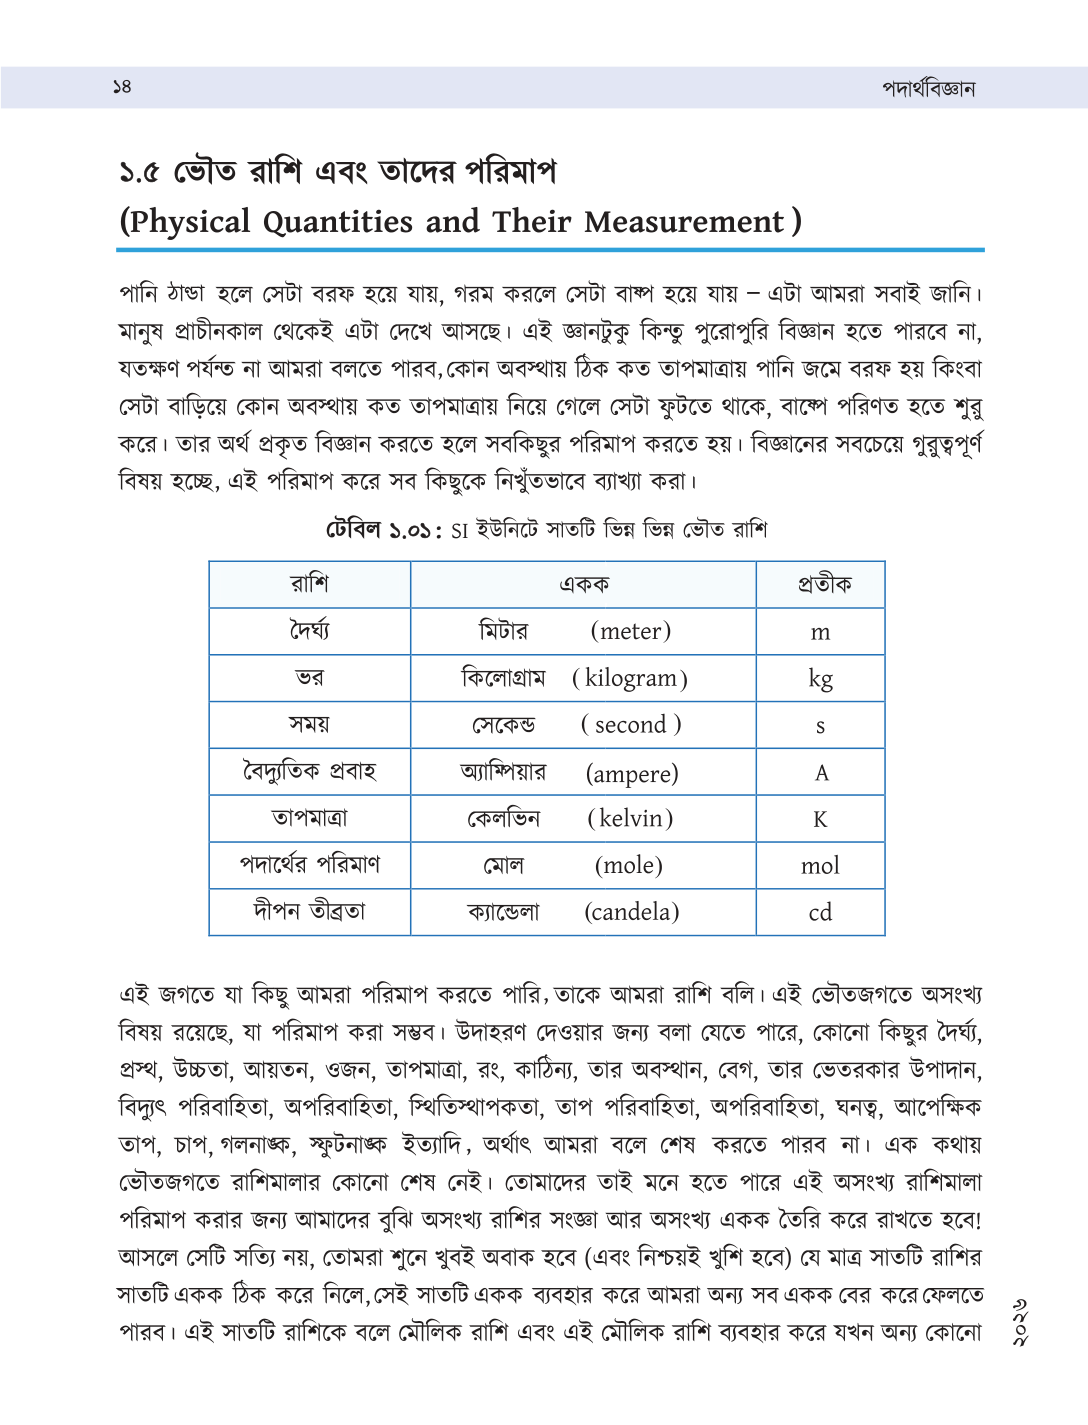 ১৪ পদার্থবিজ্ঞান
১.৫ ভৌত রাশি এবং তাদের পরিমাপ
(Physical Quantities and Their Measurement )
পানি ঠাণ্ডা হলে সেটা বরফ হয়ে যায়, গরম করলে সেটা বাষ্প হয়ে যায় – এটা আমরা সবাই জানি।
মানুষ প্রাচীনকাল থেকেই এটা দেখে আসছে। এই জ্ঞানটুকু কিন্তু পুরোপুরি বিজ্ঞান হতে পারবে না,
যতক্ষণ পর্যন্ত না আমরা বলতে পারব, কোন অবস্থায় ঠিক কত তাপমাত্রায় পানি জমে বরফ হয় কিংবা
সেটা বাড়িয়ে কোন অবস্থায় কত তাপমাত্রায় নিয়ে গেলে সেটা ফুটতে থাকে, বাষ্পে পরিণত হতে শুরু
করে। তার অর্থ প্রকৃত বিজ্ঞান করতে হলে সবকিছুর পরিমাপ করতে হয়। বিজ্ঞানের সবচেয়ে গুরুত্বপূর্ণ
বিষয় হচ্ছে, এই পরিমাপ করে সব কিছুকে নিখুঁতভাবে ব্যাখ্যা করা।
টেবিল ১.০১: SI ইউনিটে সাতটি ভিন্ন ভিন্ন ভৌত রাশি
রাশি একক প্রতীক
দৈর্ঘ্য মিটার (meter) m
ভর কিলোগ্রাম ( kilogram) kg
সময় সেকেন্ড ( second ) s
বৈদ্যুতিক প্রবাহ অ্যাম্পিয়ার (ampere) A
তাপমাত্রা কেলভিন (kelvin) K
পদার্থের পরিমাণ মোল (mole) mol
দীপন তীব্রতা ক্যান্ডেলা (candela) cd
এই জগতে যা কিছু আমরা পরিমাপ করতে পারি, তাকে আমরা রাশি বলি। এই ভৌতজগতে অসংখ্য
বিষয় রয়েছে, যা পরিমাপ করা সম্ভব। উদাহরণ দেওয়ার জন্য বলা যেতে পারে, কোনো কিছুর দৈর্ঘ্য,
প্রস্থ, উচ্চতা, আয়তন, ওজন, তাপমাত্রা, রং, কাঠিন্য, তার অবস্থান, বেগ, তার ভেতরকার উপাদান,
বিদ্যুৎ পরিবাহিতা, অপরিবাহিতা, স্থিতিস্থাপকতা, তাপ পরিবাহিতা, অপরিবাহিতা, ঘনত্ব, আপেক্ষিক
তাপ, চাপ, গলনাঙ্ক, স্ফুটনাঙ্ক ইত্যাদি, অর্থাৎ আমরা বলে শেষ করতে পারব না। এক কথায়
ভৌতজগতে রাশিমালার কোনো শেষ নেই। তোমাদের তাই মনে হতে পারে এই অসংখ্য রাশিমালা
পরিমাপ করার জন্য আমাদের বুঝি অসংখ্য রাশির সংজ্ঞা আর অসংখ্য একক তৈরি করে রাখতে হবে!
আসলে সেটি সত্যি নয়, তোমরা শুনে খুবই অবাক হবে (এবং নিশ্চয়ই খুশি হবে) যে মাত্র সাতটি রাশির
সাতটি একক ঠিক করে নিলে, সেই সাতটি একক ব্যবহার করে আমরা অন্য সব একক বের করে ফেলতে
পারব। এই সাতটি রাশিকে বলে মৌলিক রাশি এবং এই মৌলিক রাশি ব্যবহার করে যখন অন্য কোনো
২০২৬